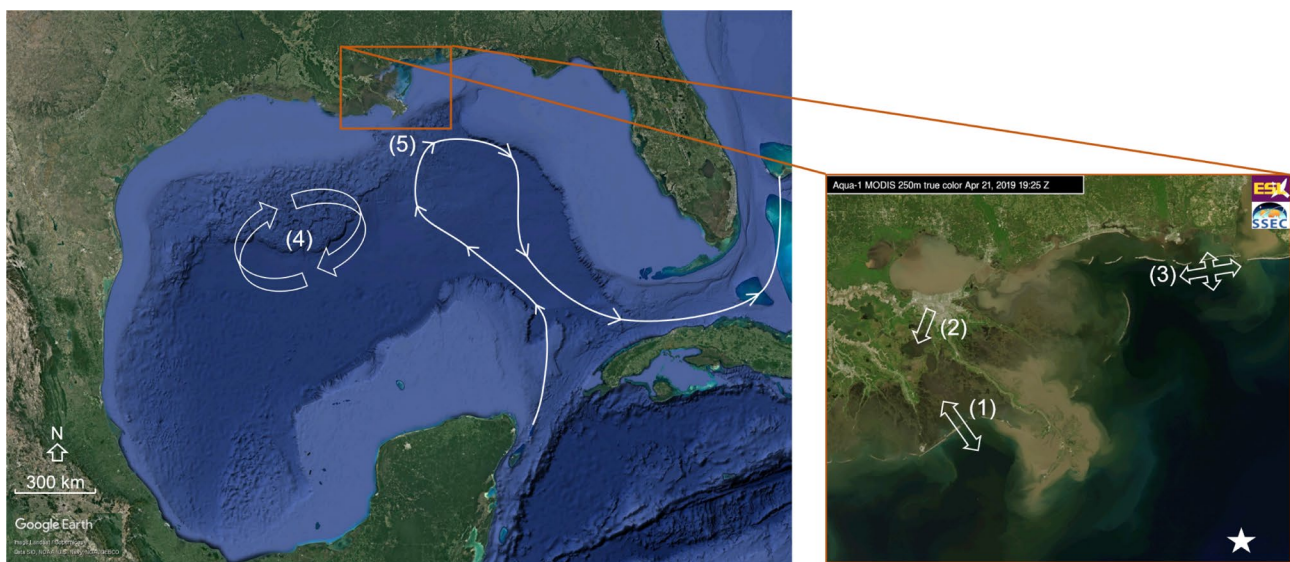 (5)
(4)
N
300 km
Google Earth
Aqua-1 MODIS 250m true color Apr 21, 2019 19:25 Z
ESL
SSEC
(3)
(2)
(1)